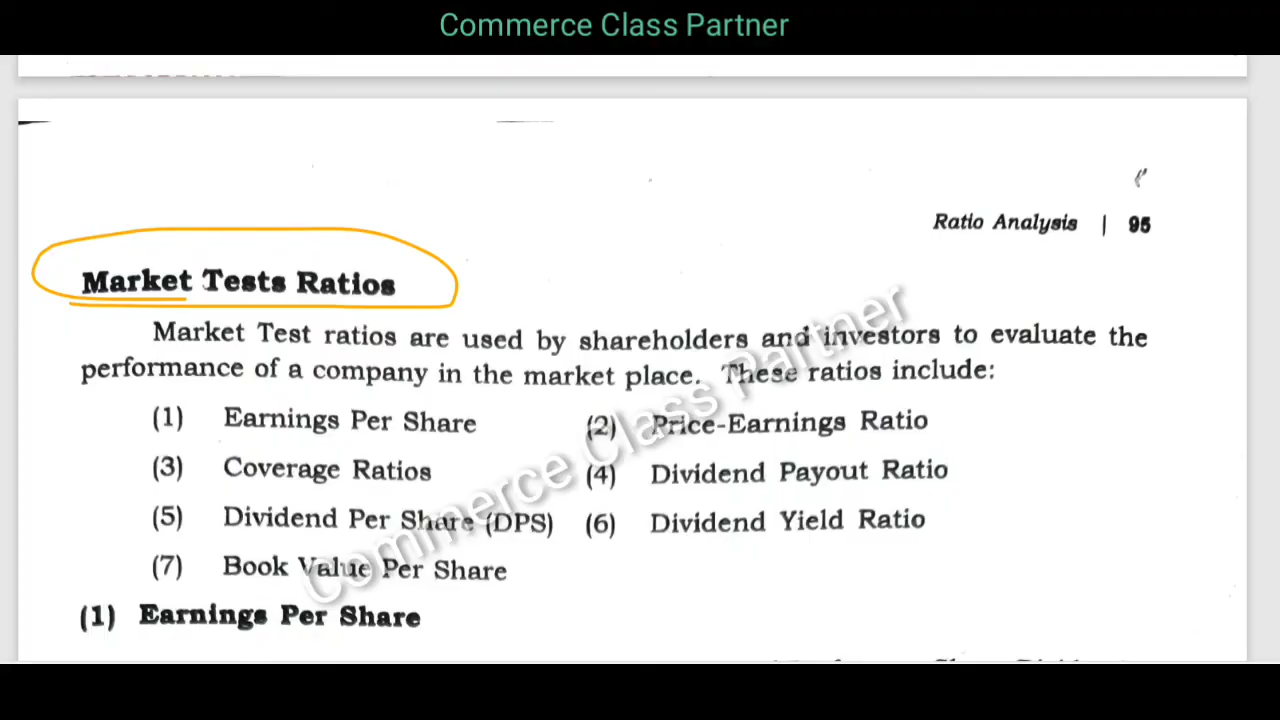 Commerce Class Partner
Ratio Analysis | 95
Market Tests Ratios
Market Test ratios are used by shareholders and investors to evaluate the
performance of a company in the market place. These ratios include:
(1) Earnings Per Share (2) Price-Earnings Ratio
(3) Coverage Ratios (4) Dividend Payout Ratio
(5) Dividend Per Share (DPS) (6) Dividend Yield Ratio
(7) Book Value Per Share
(1) Earnings Per Share
Commerce Class Partner